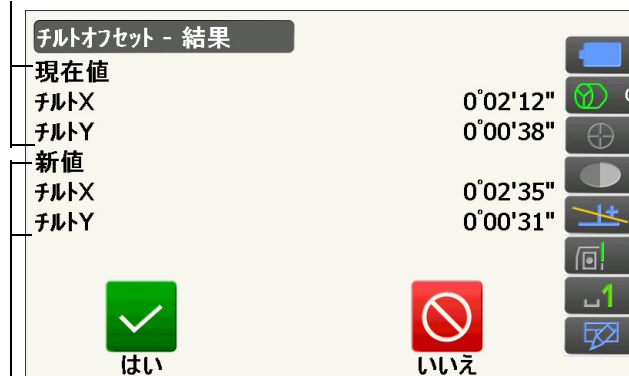 ﾁﾙﾄオフセット - 結果
現在値
ﾁﾙﾄX 0°02'12"
ﾁﾙﾄY 0°00'38"
新値
ﾁﾙﾄX 0°02'35"
ﾁﾙﾄY 0°00'31"
はい いいえ
1